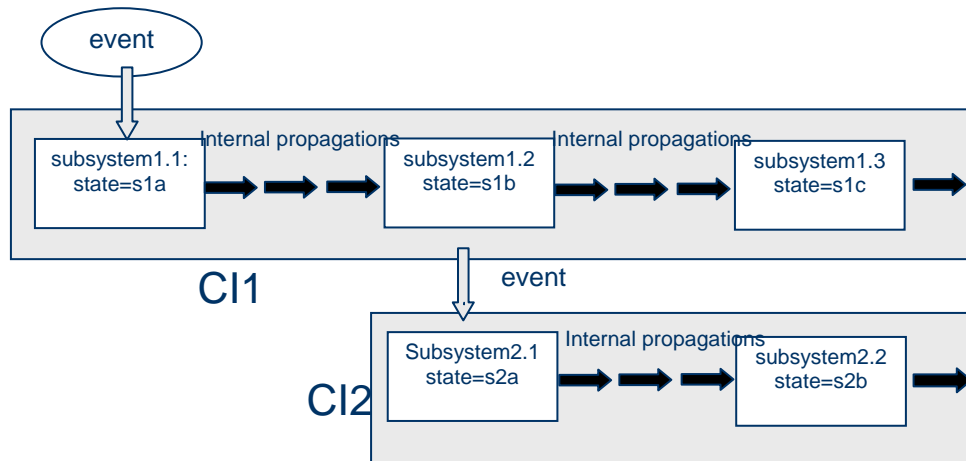 event
Internal propagations
Internal propagations
subsystem1.1:
state=s1a
subsystem1.2
state=s1b
subsystem1.3
state=s1c
CI1
event
Internal propagations
Subsystem2.1
state=s2a
subsystem2.2
state=s2b
CI2